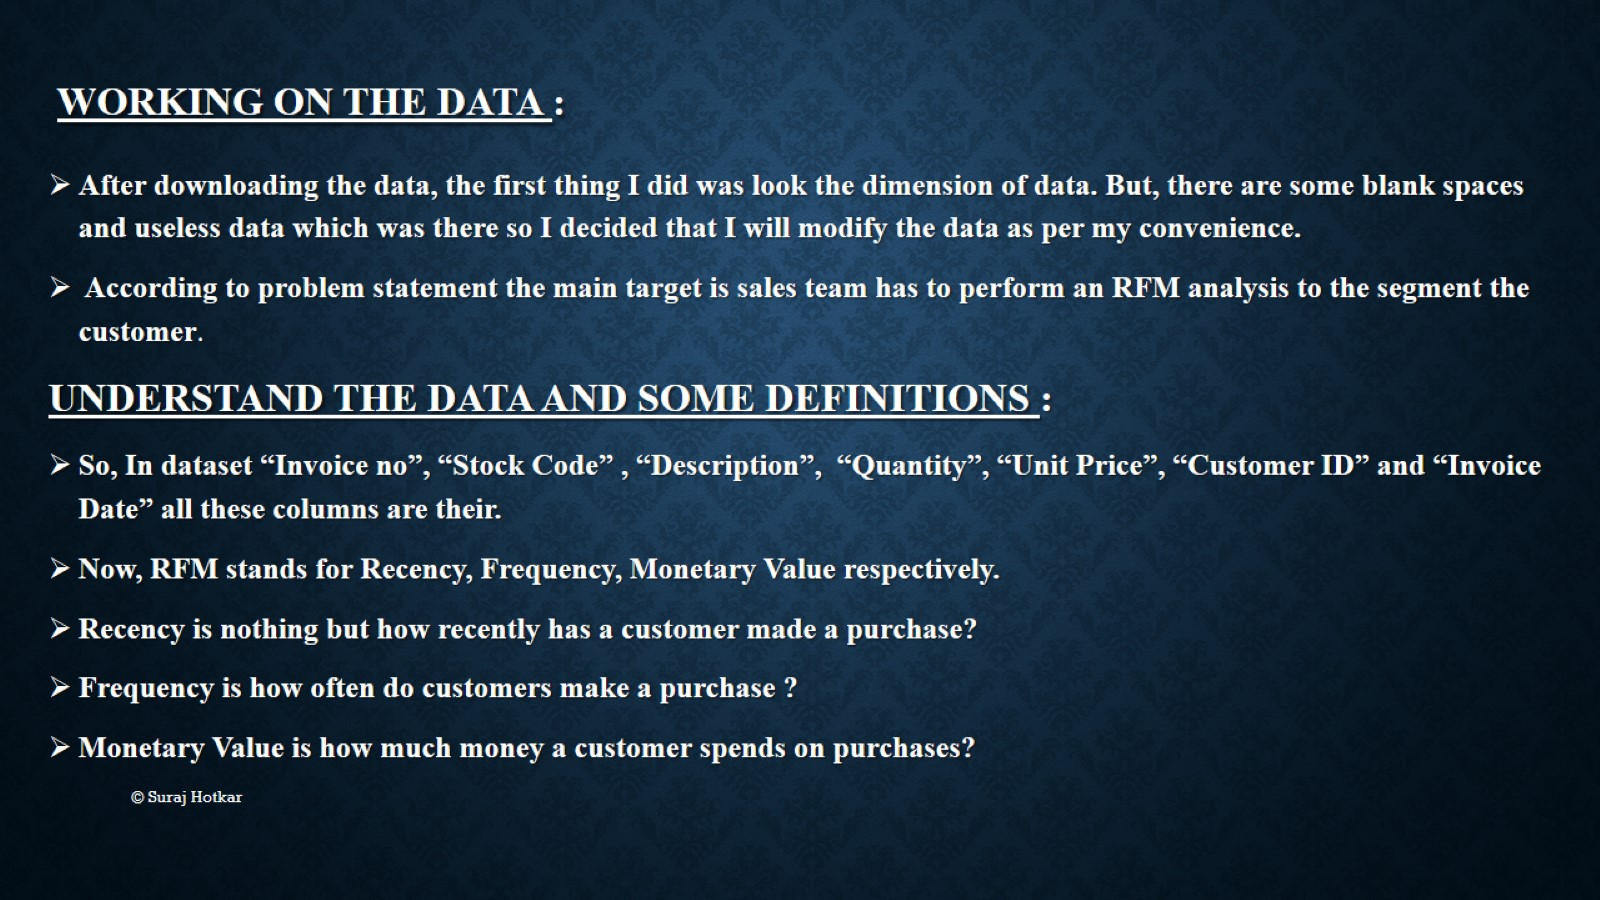 WORKING ON THE DATA :
➢ After downloading the data, the first thing I did was look the dimension of data. But, there are some blank spaces
and useless data which was there so I decided that I will modify the data as per my convenience.
➢ According to problem statement the main target is sales team has to perform an RFM analysis to the segment the
customer.
UNDERSTAND THE DATA AND SOME DEFINITIONS :
➢ So, In dataset “Invoice no”, “Stock Code” , “Description”, “Quantity”, “Unit Price”, “Customer ID” and “Invoice
Date” all these columns are their.
➢ Now, RFM stands for Recency, Frequency, Monetary Value respectively.
➢ Recency is nothing but how recently has a customer made a purchase?
➢ Frequency is how often do customers make a purchase ?
➢ Monetary Value is how much money a customer spends on purchases?
© Suraj Hotkar